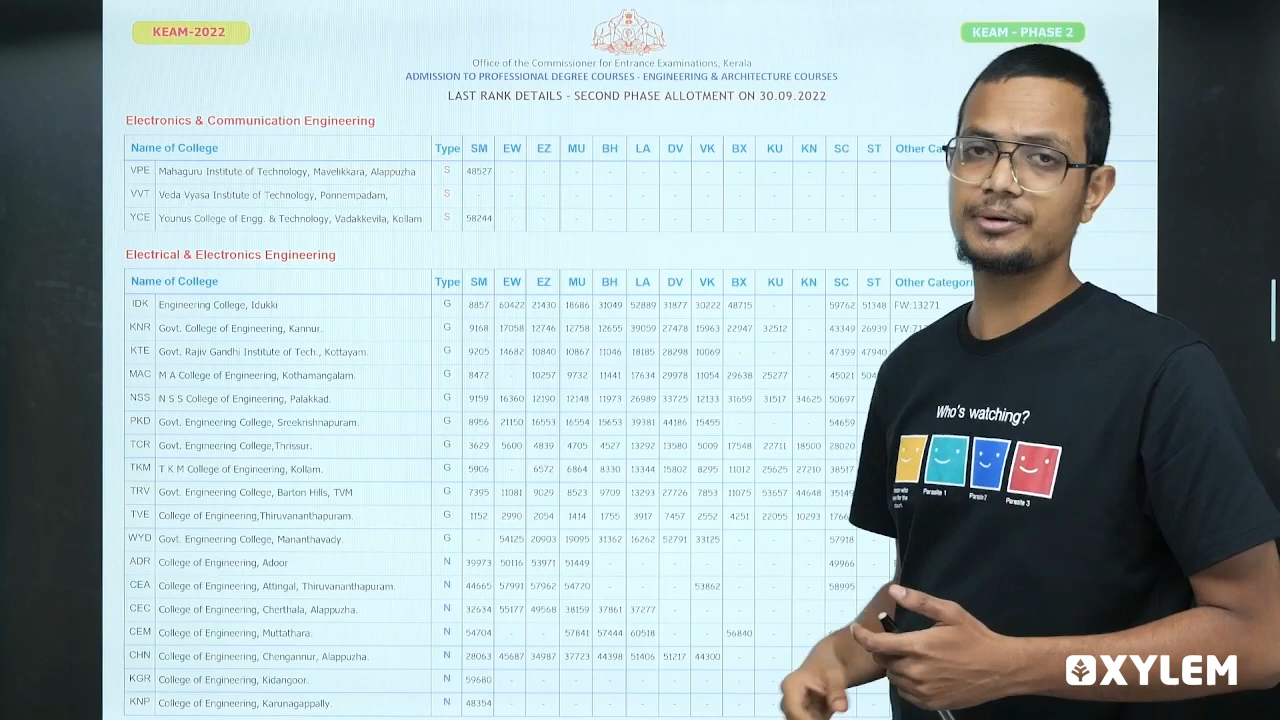 KEAM-2022
KEAM - PHASE 2
Office of the Commissioner for Entrance Examinations, Kerala
ADMISSION TO PROFESSIONAL DEGREE COURSES - ENGINEERING & ARCHITECTURE COURSES
LAST RANK DETAILS - SECOND PHASE ALLOTMENT ON 30.09.2022
Electronics & Communication Engineering
Name of College Type SM EW EZ MU BH LA DV VK BX KU KN SC ST Other Ca
VPE Mahaguru Institute of Technology, Mavelikkara, Alappuzha S 48527 - - - - - - - - - - - -
VVT Veda Vyasa Institute of Technology, Ponnempadam, S - - - - - - - - - - - - -
YCE Younus College of Engg. & Technology, Vadakkevila, Kollam S 58244 - - - - - - - - - - - -
Electrical & Electronics Engineering
Name of College Type SM EW EZ MU BH LA DV VK BX KU KN SC ST Other Categori
IDK Engineering College, Idukki G 8857 60422 21430 18686 31049 52889 31877 30222 48715 - - 59762 51348 FW:13271
KNR Govt. College of Engineering, Kannur. G 9168 17058 12746 12758 12655 39059 27478 15963 22947 32512 - 43349 26939 FW:71
KTE Govt. Rajiv Gandhi Institute of Tech., Kottayam. G 9205 14682 10840 10867 11046 18185 28298 10069 - - - 47399 47940
MAC M A College of Engineering, Kothamangalam. G 8472 - 10257 9732 11441 17634 29978 11054 29638 25277 - 45021 504
NSS N S S College of Engineering, Palakkad. G 9159 16360 12190 12148 11973 26989 33725 12133 31659 31517 34625 50697
PKD Govt. Engineering College, Sreekrishnapuram. G 8956 21150 16553 16554 15653 39381 44186 15455 - - - 54659
TCR Govt. Engineering College,Thrissur. G 3629 5600 4839 4705 4527 13292 13580 5009 17548 22711 18500 28020
TKM T K M College of Engineering, Kollam. G 5906 - 6572 6864 8330 13344 15802 8295 11012 25625 27210 38517
TRV Govt. Engineering College, Barton Hills, TVM G 7395 11081 9029 8523 9709 13293 27726 7853 11075 53657 44648 35149
TVE College of Engineering,Thiruvananthapuram. G 1152 2990 2054 1414 1755 3917 7457 2552 4251 22055 10293 1766
WYD Govt. Engineering College, Mananthavady. G - 54125 20903 19095 31362 16262 52791 33125 - - - 57918
ADR College of Engineering, Adoor N 39973 50116 53971 51449 - - - - - - - 49966
CEA College of Engineering, Attingal, Thiruvananthapuram. N 44665 57991 57962 54720 - - - 53862 - - - 58995
CEC College of Engineering, Cherthala, Alappuzha. N 32634 55177 49568 38159 37861 37277 - - - - - -
CEM College of Engineering, Muttathara. N 54704 - - 57841 57444 60518 - - 56840 - - -
CHN College of Engineering, Chengannur, Alappuzha. N 28063 45687 34987 37723 44398 51406 51217 44300 - -
KGR College of Engineering, Kidangoor. N 59680 - - - - - - - - -
KNP College of Engineering, Karunagappally. N 48354 - - - - - - - - -
Who's watching?
Parasite 1
Parasite 2
Parasite 3
XYLEM